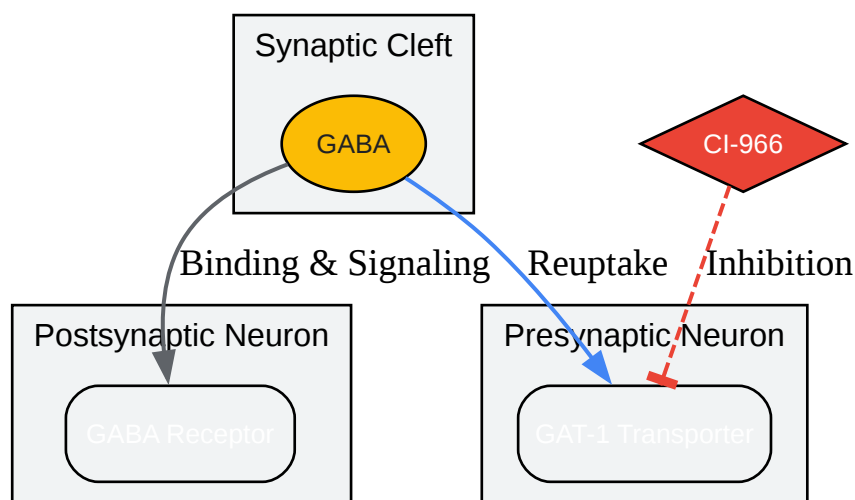 Synaptic Cleft
GABA
CI-966
Binding & Signaling
Reuptake
Inhibition
Postsynaptic Neuron
Presynaptic Neuron
GABA Receptor
GAT-1 Transporter